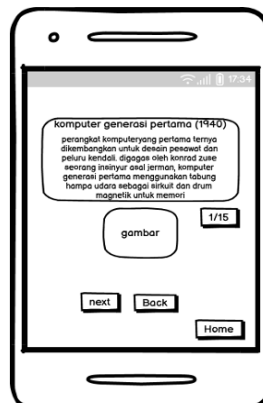 17:34
komputer generasi pertama (1940)
perangkat komputeryang pertama ternya
dikembangkan untuk desain pesawat dan
peluru kendali. digagas oleh konrad zuse
seorang insinyur asal jerman, komputer
generasi pertama menggunakan tabung
hampa udara sebagai sirkuit dan drum
magnetik untuk memori
1/15
gambar
next
Back
Home